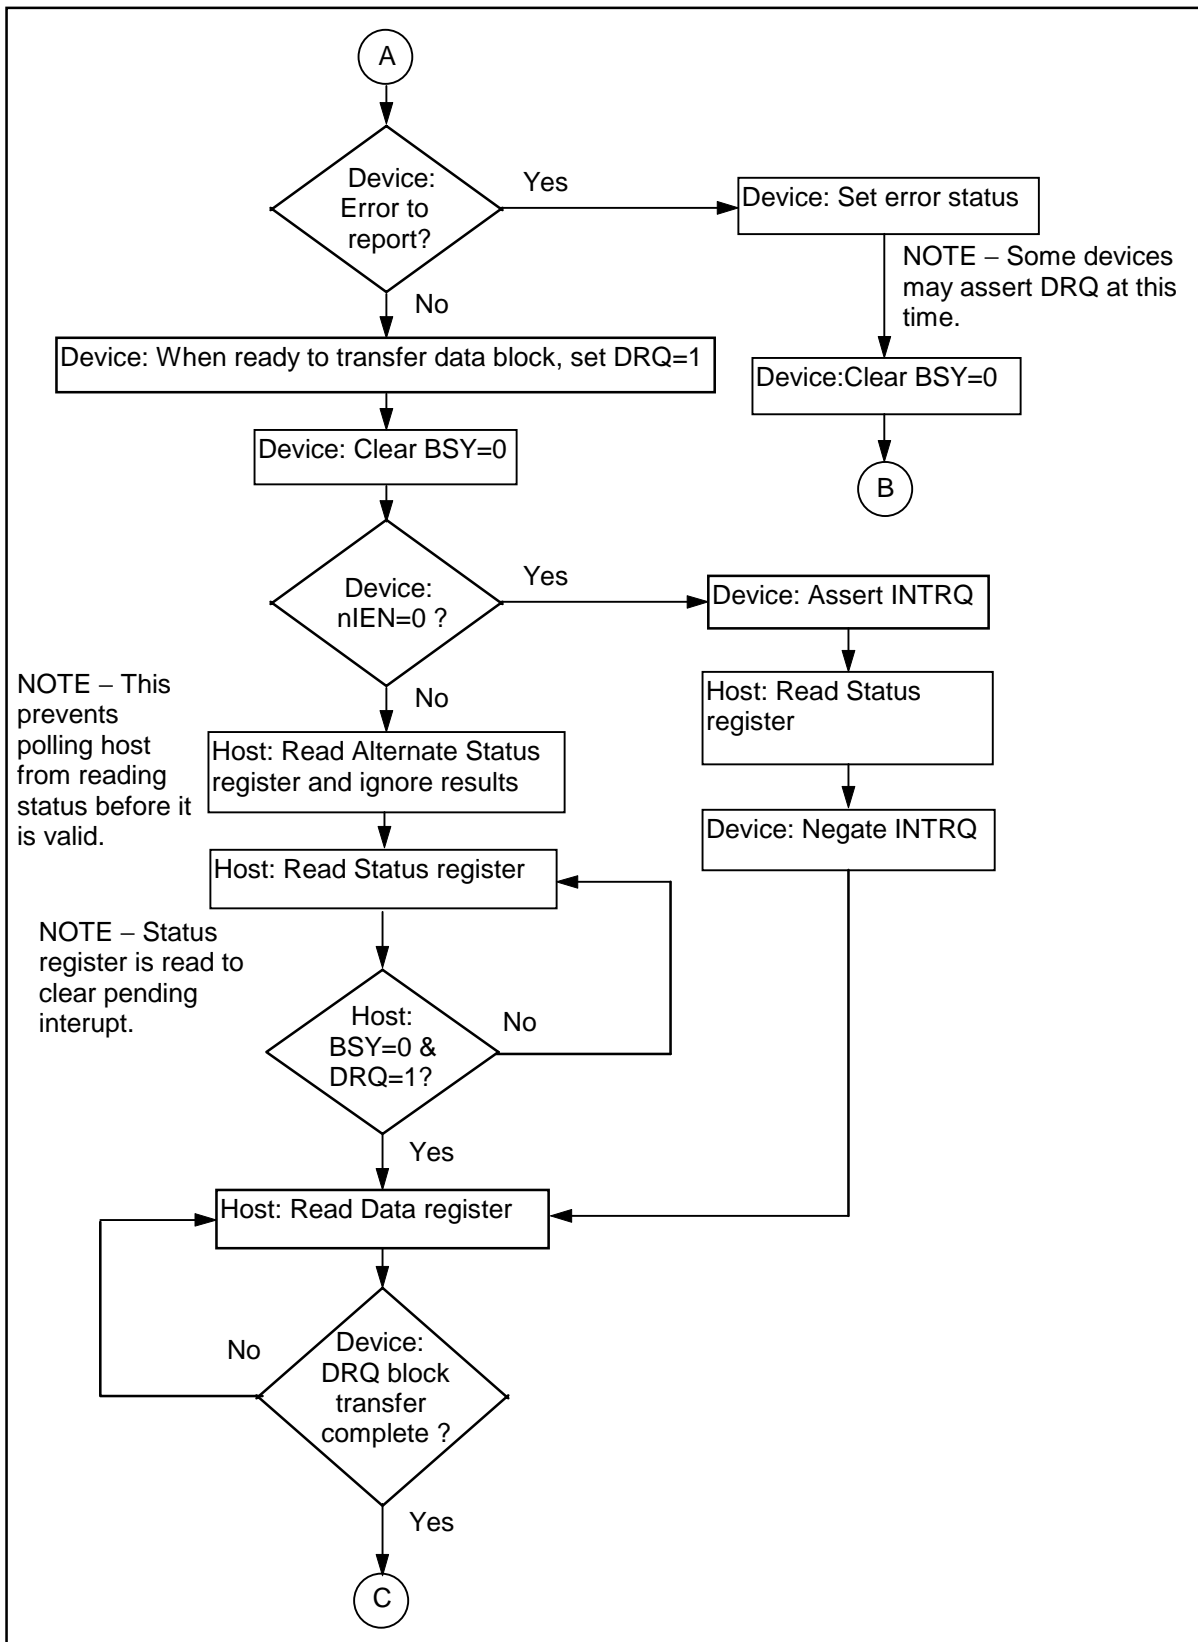 A
Device:
Error to
report?
Yes
Device: Set error status
NOTE – Some devices
may assert DRQ at this
time.
No
Device: When ready to transfer data block, set DRQ=1
Device:Clear BSY=0
Device: Clear BSY=0
B
Device:
nIEN=0 ?
Yes
Device: Assert INTRQ
No
Host: Read Status
register
NOTE – This
prevents
polling host
from reading
status before it
is valid.
Host: Read Alternate Status
register and ignore results
Device: Negate INTRQ
Host: Read Status register
NOTE – Status
register is read to
clear pending
interupt.
Host:
BSY=0 &
DRQ=1?
No
Yes
Host: Read Data register
Device:
DRQ block
transfer
complete ?
No
Yes
C